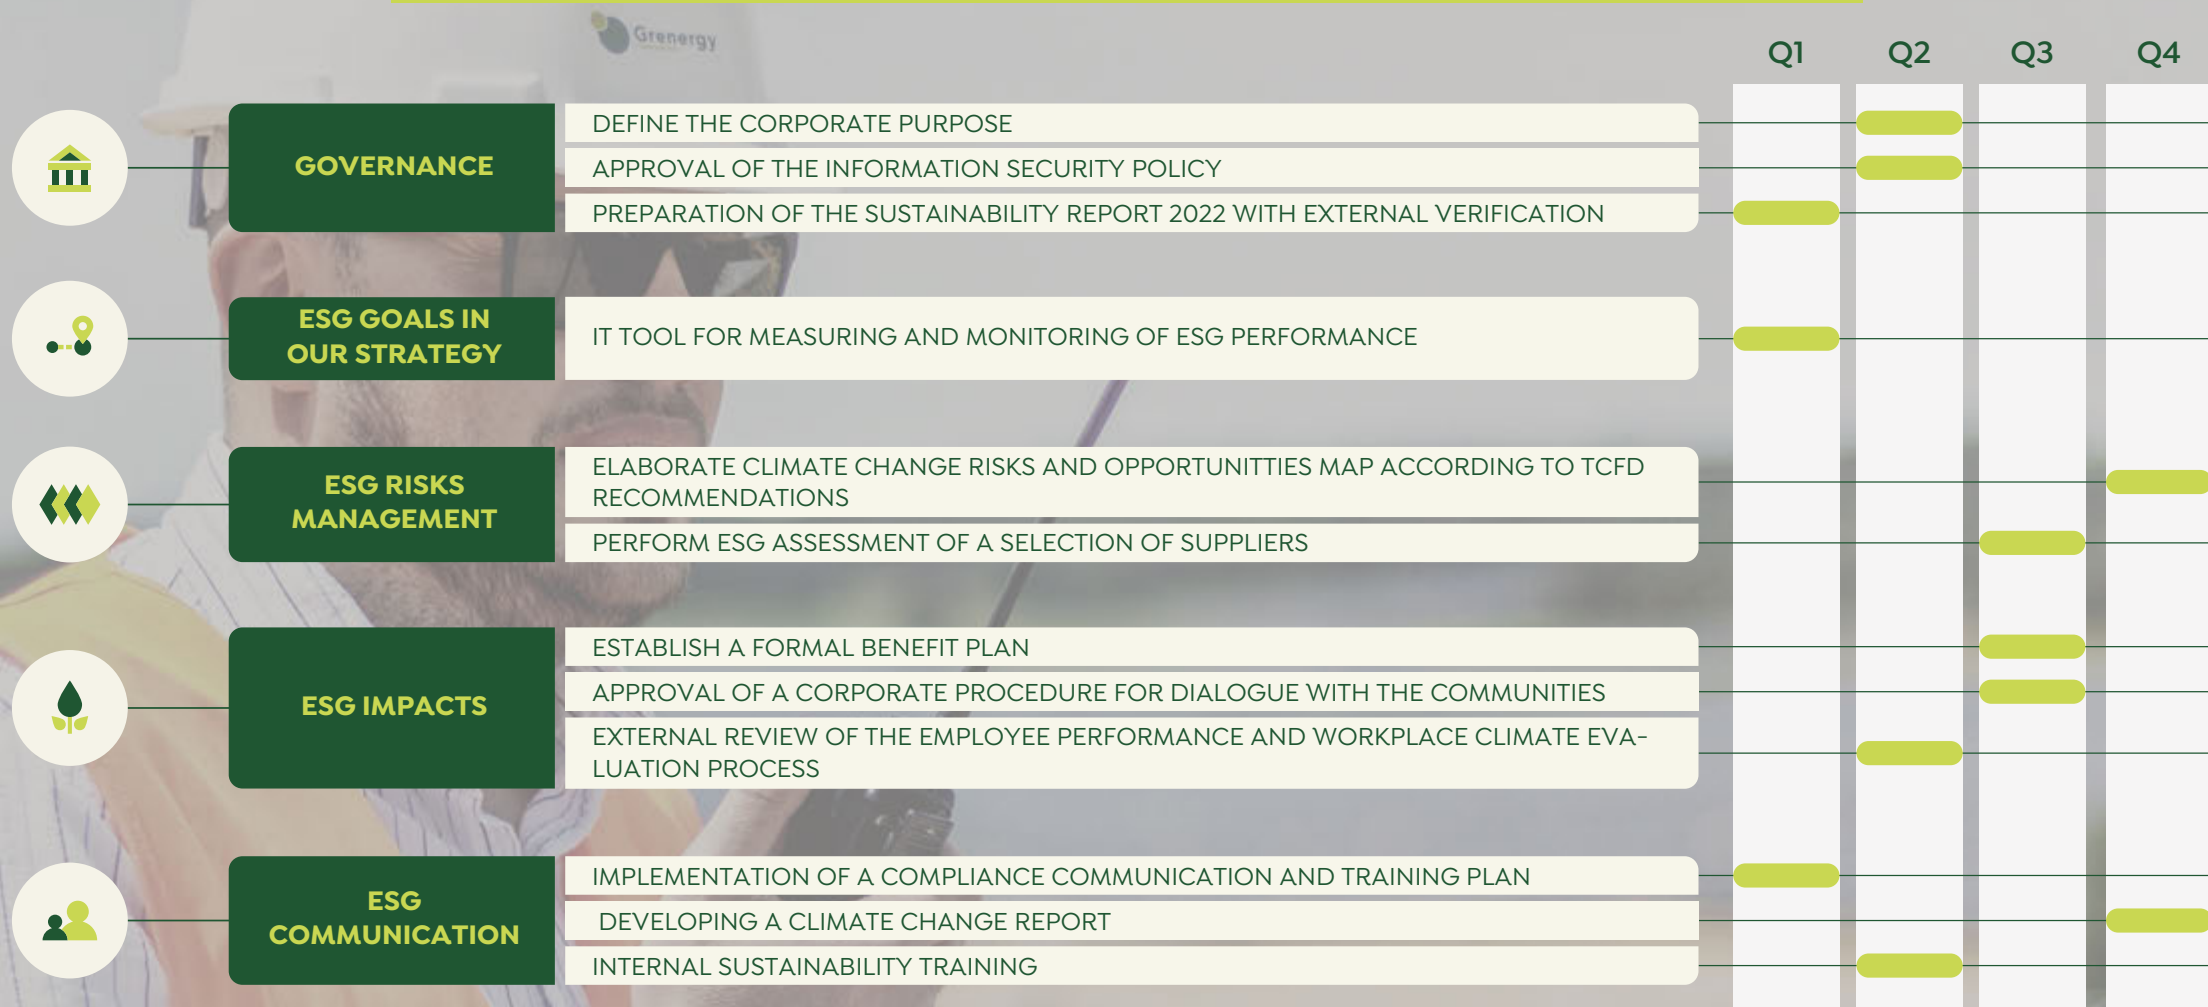 Grenergy
Q1 Q2 Q3 Q4
GOVERNANCE
DEFINE THE CORPORATE PURPOSE
APPROVAL OF THE INFORMATION SECURITY POLICY
PREPARATION OF THE SUSTAINABILITY REPORT 2022 WITH EXTERNAL VERIFICATION
ESG GOALS IN
OUR STRATEGY
IT TOOL FOR MEASURING AND MONITORING OF ESG PERFORMANCE
ESG RISKS
MANAGEMENT
ELABORATE CLIMATE CHANGE RISKS AND OPPORTUNITTIES MAP ACCORDING TO TCFD
RECOMMENDATIONS
PERFORM ESG ASSESSMENT OF A SELECTION OF SUPPLIERS
ESG IMPACTS
ESTABLISH A FORMAL BENEFIT PLAN
APPROVAL OF A CORPORATE PROCEDURE FOR DIALOGUE WITH THE COMMUNITIES
EXTERNAL REVIEW OF THE EMPLOYEE PERFORMANCE AND WORKPLACE CLIMATE EVA-
LUATION PROCESS
ESG
COMMUNICATION
IMPLEMENTATION OF A COMPLIANCE COMMUNICATION AND TRAINING PLAN
DEVELOPING A CLIMATE CHANGE REPORT
INTERNAL SUSTAINABILITY TRAINING